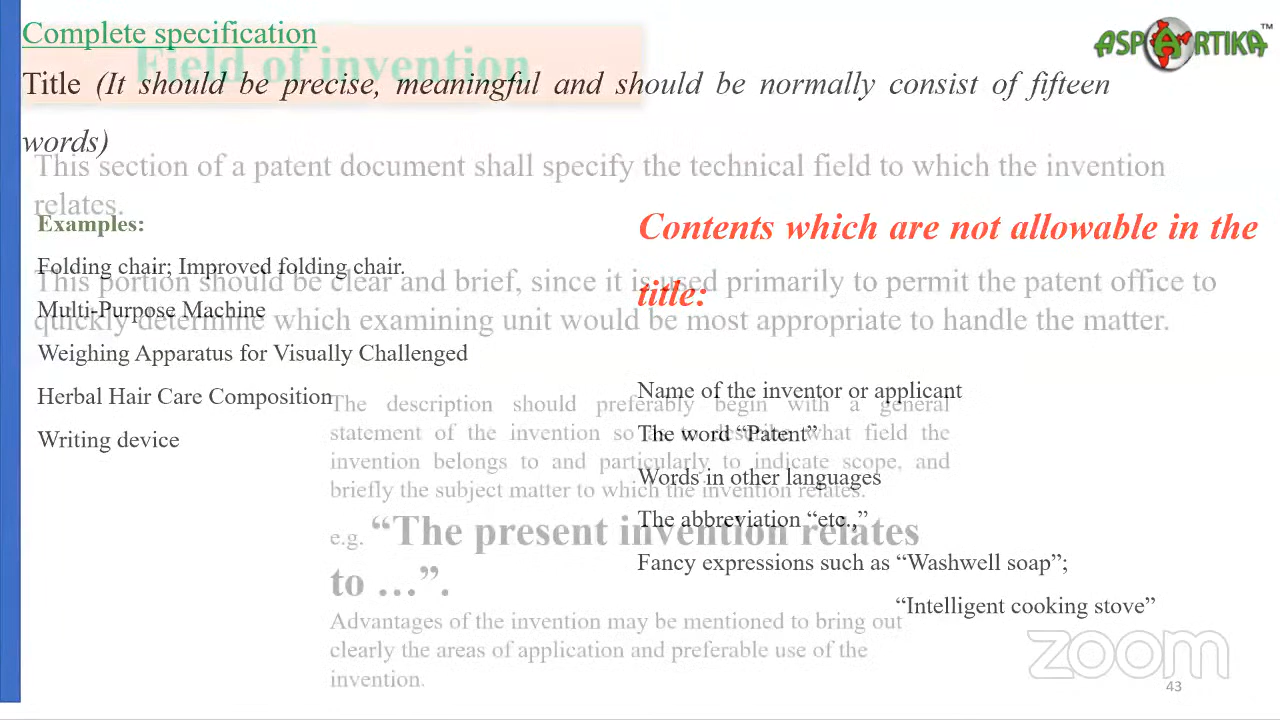 Complete specification
ASPARTIKA™
Field of invention
Title (It should be precise, meaningful and should be normally consist of fifteen
words)
This section of a patent document shall specify the technical field to which the invention
relates.
Examples:
Folding chair; Improved folding chair.
Multi-Purpose Machine
Weighing Apparatus for Visually Challenged
Herbal Hair Care Composition
Writing device
Contents which are not allowable in the
title:
Name of the inventor or applicant
The word “Patent”
Words in other languages
The abbreviation “etc.,”
Fancy expressions such as “Washwell soap”;
“Intelligent cooking stove”
This portion should be clear and brief, since it is used primarily to permit the patent office to
quickly determine which examining unit would be most appropriate to handle the matter.
The description should preferably begin with a general
statement of the invention so as to describe what field the
invention belongs to and particularly to indicate scope, and
briefly the subject matter to which the invention relates.
e.g. “The present invention relates
to …”.
Advantages of the invention may be mentioned to bring out
clearly the areas of application and preferable use of the
invention.
zoom
43